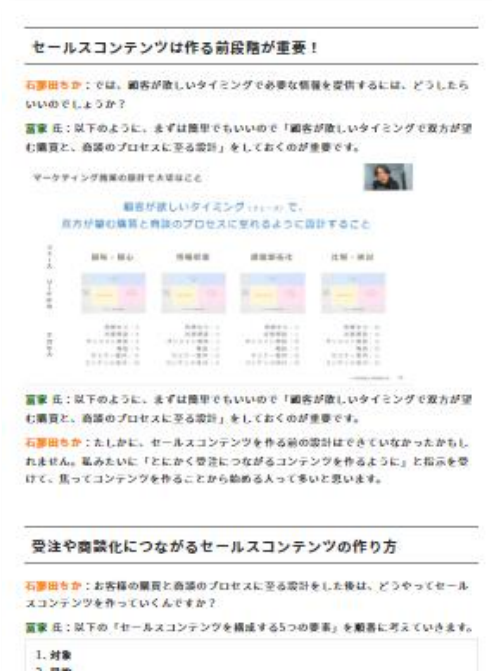 セールスコンテンツは作る前段階が重要！
石夢田ちか：では、顧客が欲しいタイミングで必要な情報を提供するには、どうしたら
いいのでしょうか？
冨家 氏：以下のように、まずは簡単でもいいので「顧客が欲しいタイミングで双方が望
む購買と、商談のプロセスに至る設計」をしておくのが重要です。
マーケティング施策の設計で大切なこと
顧客が欲しいタイミング で、
双方が望む購買と商談のプロセスに至れるように設計すること
興味・関心 情報収集 課題顕在化 比較・検討
冨家 氏：以下のように、まずは簡単でもいいので「顧客が欲しいタイミングで双方が望
む購買と、商談のプロセスに至る設計」をしておくのが重要です。
石夢田ちか：たしかに、セールスコンテンツを作る前の設計はできていなかったかもし
れません。私みたいに「とにかく受注につながるコンテンツを作るように」と指示を受
けて、焦ってコンテンツを作ることから始める人って多いと思います。
受注や商談化につながるセールスコンテンツの作り方
石夢田ちか：お客様の購買と商談のプロセスに至る設計をした後は、どうやってセール
スコンテンツを作っていくんですか？
冨家 氏：以下の「セールスコンテンツを構成する5つの要素」を順番に考えていきます。
1. 対象